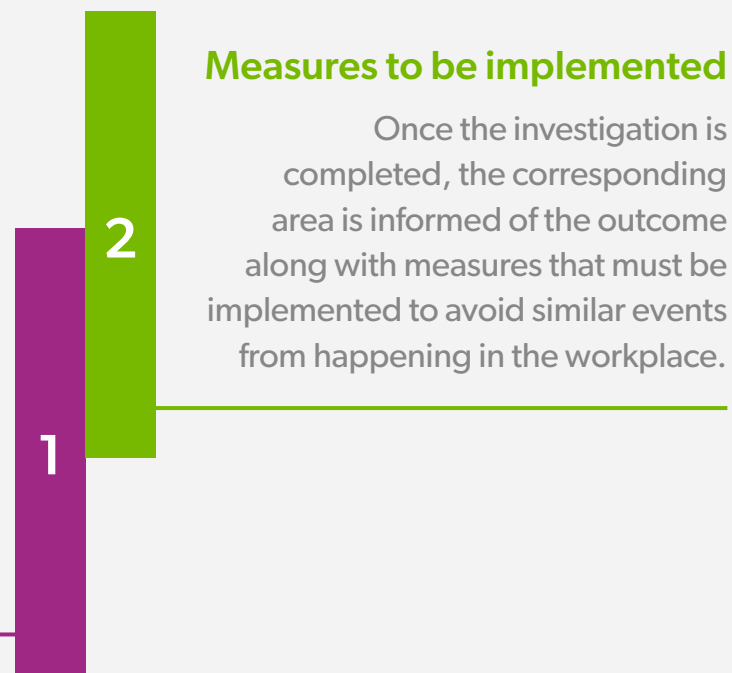 Measures to be implemented
Once the investigation is
completed, the corresponding
area is informed of the outcome
along with measures that must be
implemented to avoid similar events
from happening in the workplace.
2
1